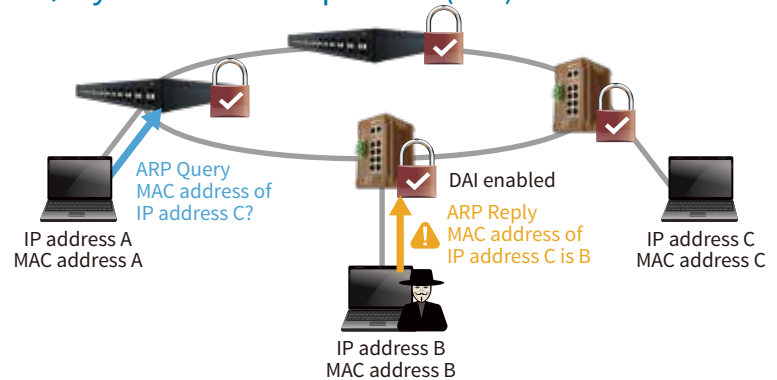 ARP Query
MAC address of
IP address C?
DAI enabled
ARP Reply
MAC address of
IP address C is B
IP address A
MAC address A
IP address C
MAC address C
IP address B
MAC address B